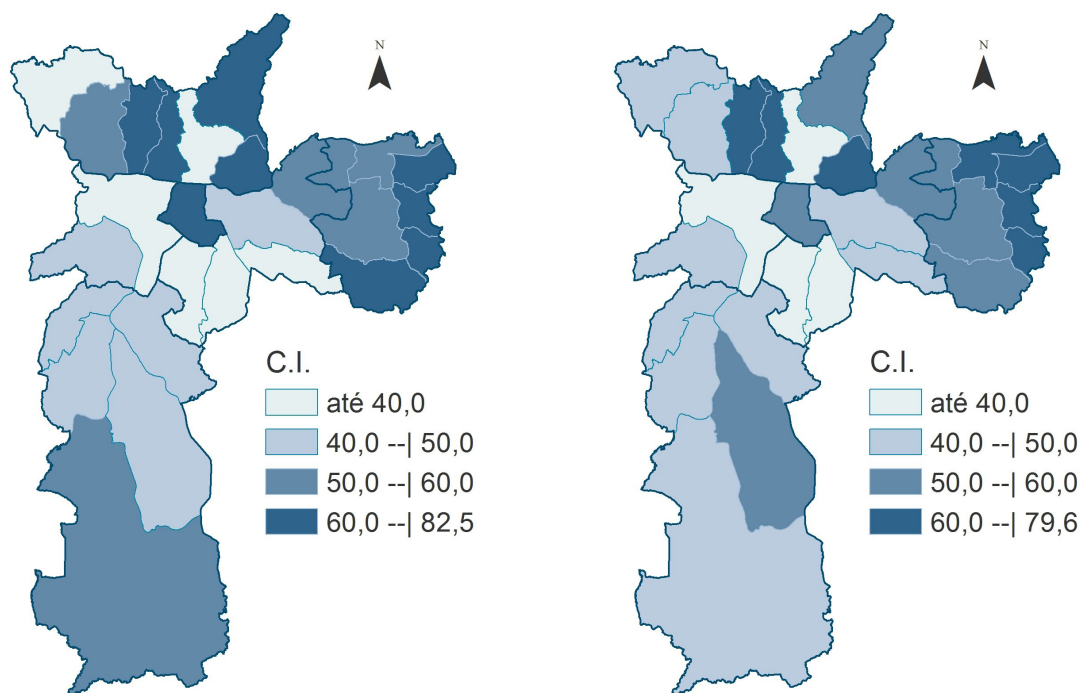 N
C.I.
até 40,0
40,0 --| 50,0
50,0 --| 60,0
60,0 --| 82,5
N
C.I.
até 40,0
40,0 --| 50,0
50,0 --| 60,0
60,0 --| 79,6